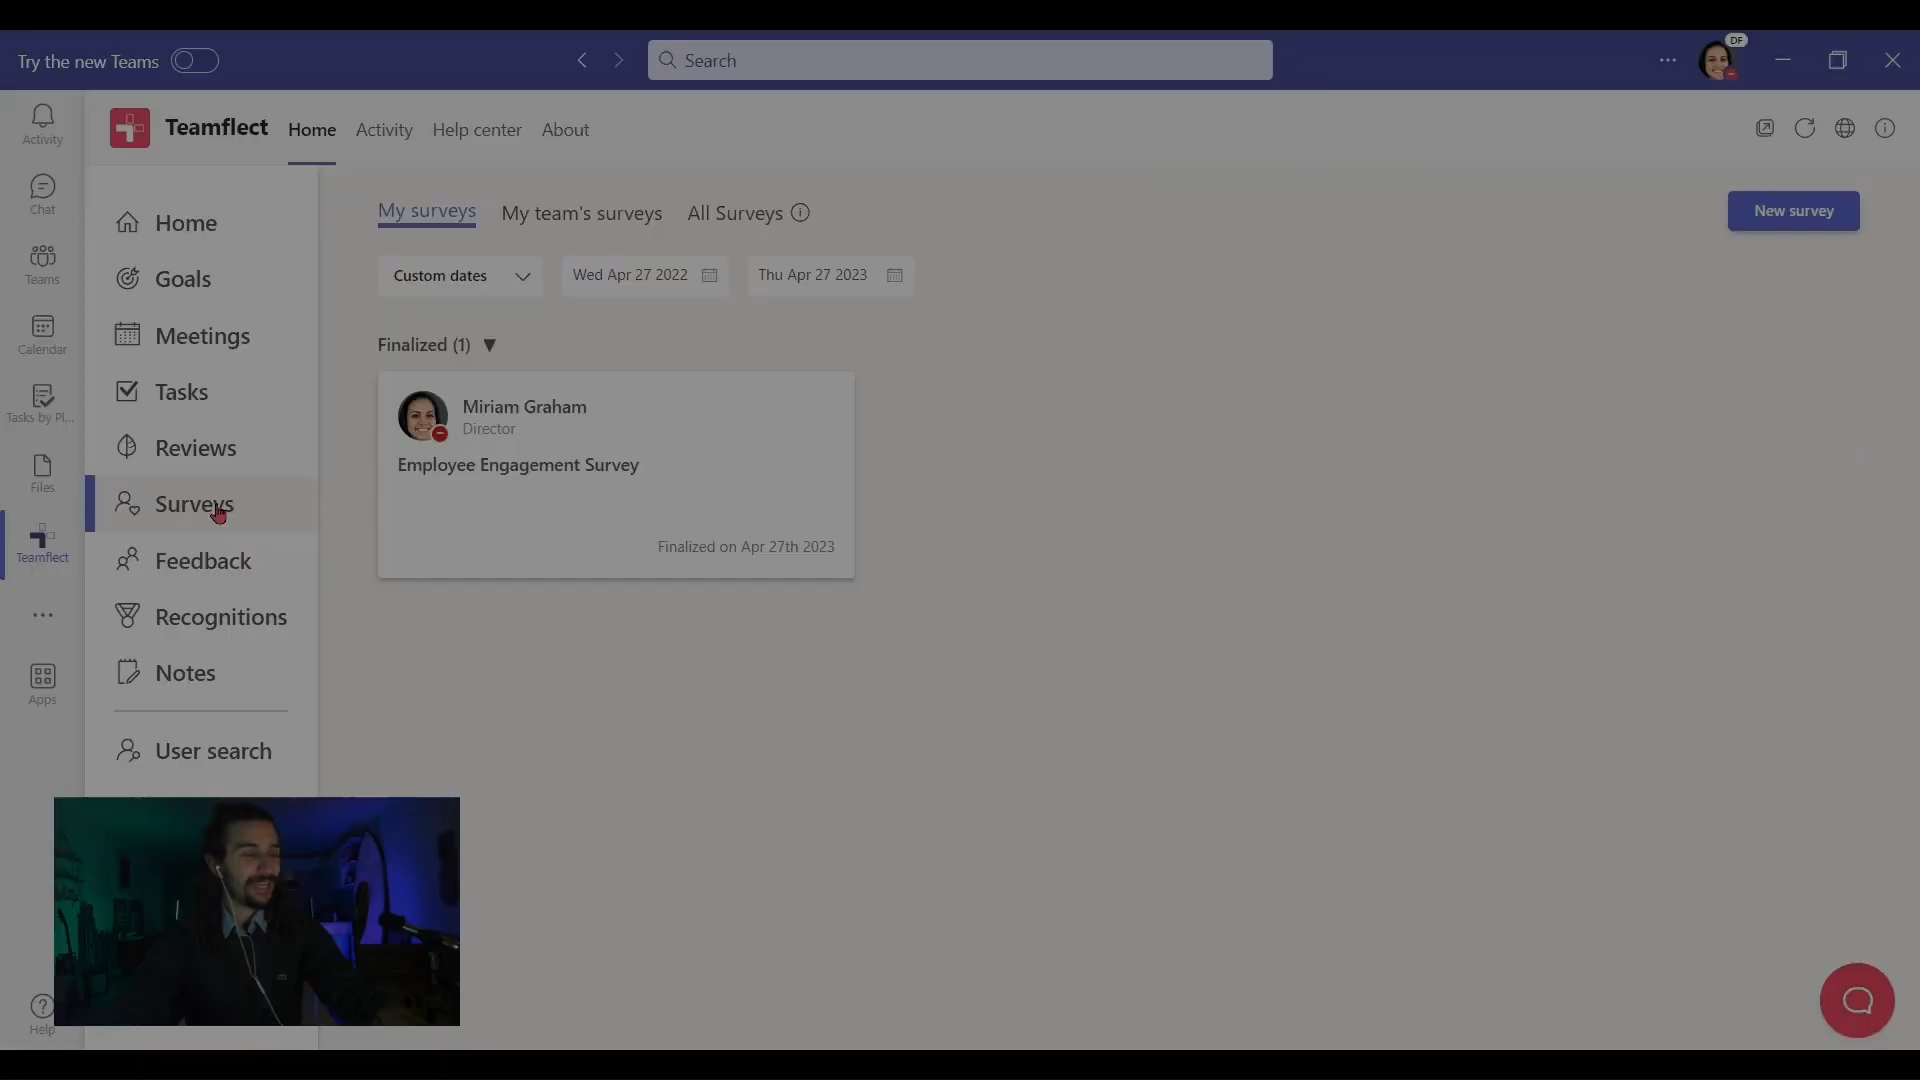 Try the new Teams
Search
DF
Activity
Chat
Teams
Calendar
Tasks by Pl...
Files
Teamflect
Apps
Help
Teamflect
Home
Activity
Help center
About
Home
Goals
Meetings
Tasks
Reviews
Surveys
Feedback
Recognitions
Notes
User search
My surveys
My team's surveys
All Surveys
New survey
Custom dates
Wed Apr 27 2022
Thu Apr 27 2023
Finalized (1)
Miriam Graham
Director
Employee Engagement Survey
Finalized on Apr 27th 2023